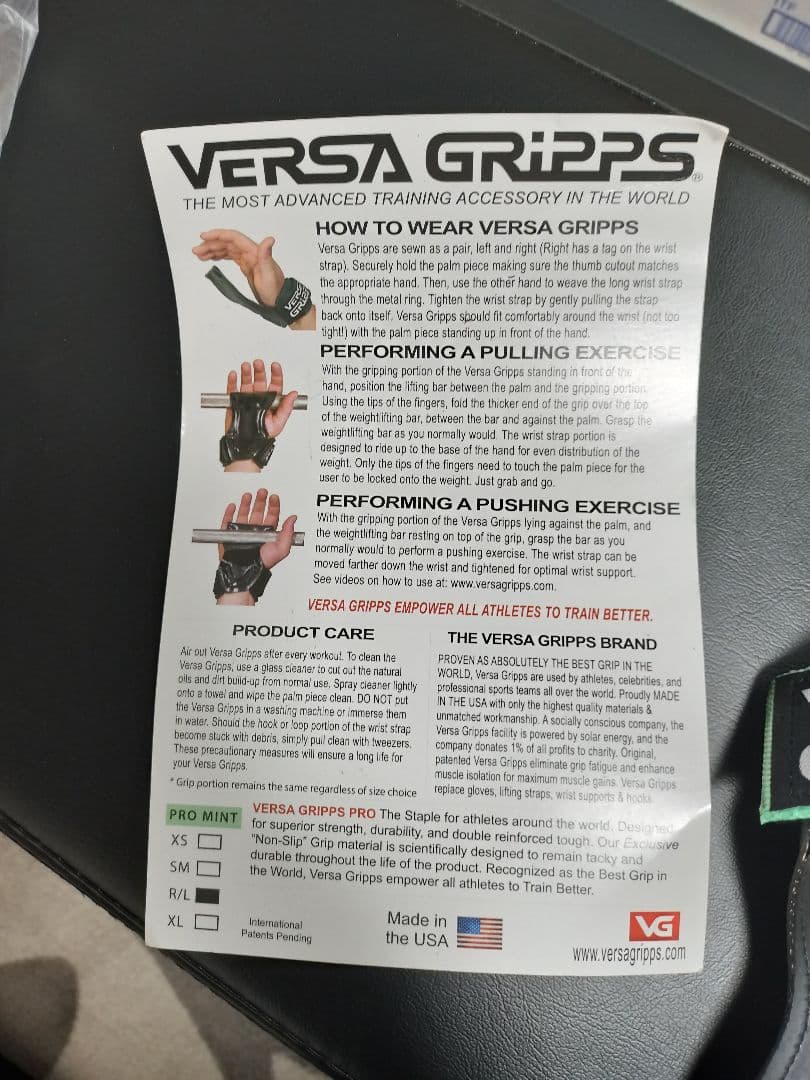 VERSA GRIPPS®
THE MOST ADVANCED TRAINING ACCESSORY IN THE WORLD
HOW TO WEAR VERSA GRIPPS
Versa Gripps are sewn as a pair, left and right (Right has a tag on the wrist
strap). Securely hold the palm piece making sure the thumb cutout matches
the appropriate hand. Then, use the other hand to weave the long wrist strap
through the metal ring. Tighten the wrist strap by gently pulling the strap
back onto itself. Versa Gripps should fit comfortably around the wrist (not too
tight!) with the palm piece standing up in front of the hand.
VERSA
GRIPPS
PERFORMING A PULLING EXERCISE
With the gripping portion of the Versa Gripps standing in front of the
hand, position the lifting bar between the palm and the gripping portion.
Using the tips of the fingers, fold the thicker end of the grip over the top
of the weightlifting bar, between the bar and against the palm. Grasp the
weightlifting bar as you normally would. The wrist strap portion is
designed to ride up to the base of the hand for even distribution of the
weight. Only the tips of the fingers need to touch the palm piece for the
user to be locked onto the weight. Just grab and go.
PERFORMING A PUSHING EXERCISE
With the gripping portion of the Versa Gripps lying against the palm, and
the weightlifting bar resting on top of the grip, grasp the bar as you
normally would to perform a pushing exercise. The wrist strap can be
moved farther down the wrist and tightened for optimal wrist support.
See videos on how to use at: www.versagripps.com.
VERSA GRIPPS EMPOWER ALL ATHLETES TO TRAIN BETTER.
PRODUCT CARE
Air out Versa Gripps after every workout. To clean the
Versa Gripps, use a glass cleaner to cut out the natural
oils and dirt build-up from normal use. Spray cleaner lightly
onto a towel and wipe the palm piece clean. DO NOT put
the Versa Gripps in a washing machine or immerse them
in water. Should the hook or loop portion of the wrist strap
become stuck with debris, simply pull clean with tweezers.
These precautionary measures will ensure a long life for
your Versa Gripps.
* Grip portion remains the same regardless of size choice
THE VERSA GRIPPS BRAND
PROVEN AS ABSOLUTELY THE BEST GRIP IN THE
WORLD, Versa Gripps are used by athletes, celebrities, and
professional sports teams all over the world. Proudly MADE
IN THE USA with only the highest quality materials &
unmatched workmanship. A socially conscious company, the
Versa Gripps facility is powered by solar energy, and the
company donates 1% of all profits to charity. Original,
patented Versa Gripps eliminate grip fatigue and enhance
muscle isolation for maximum muscle gains. Versa Gripps
replace gloves, lifting straps, wrist supports & hooks.
PRO MINT
XS
SM
R/L
XL
VERSA GRIPPS PRO The Staple for athletes around the world. Designed
for superior strength, durability, and double reinforced tough. Our Exclusive
"Non-Slip" Grip material is scientifically designed to remain tacky and
durable throughout the life of the product. Recognized as the Best Grip in
the World, Versa Gripps empower all athletes to Train Better.
International
Patents Pending
Made in
the USA
VG
www.versagripps.com